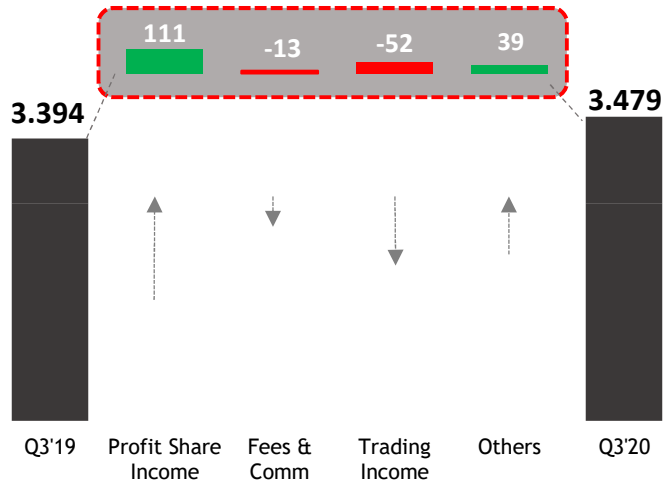 111
-13
-52
39
3.394
3.479
Q3'19
Profit Share
Income
Fees &
Comm
Trading
Income
Others
Q3'20